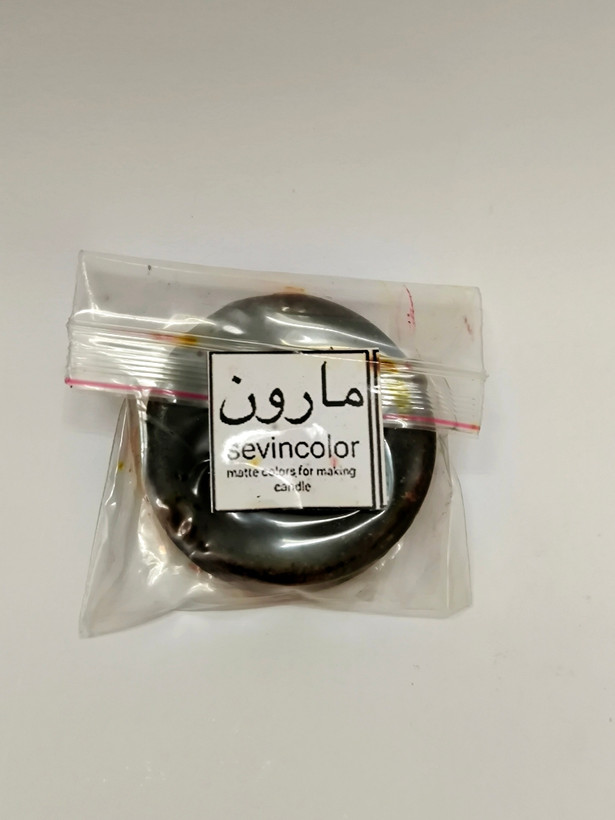 مارون
sevincolor
matte colors for making
candle